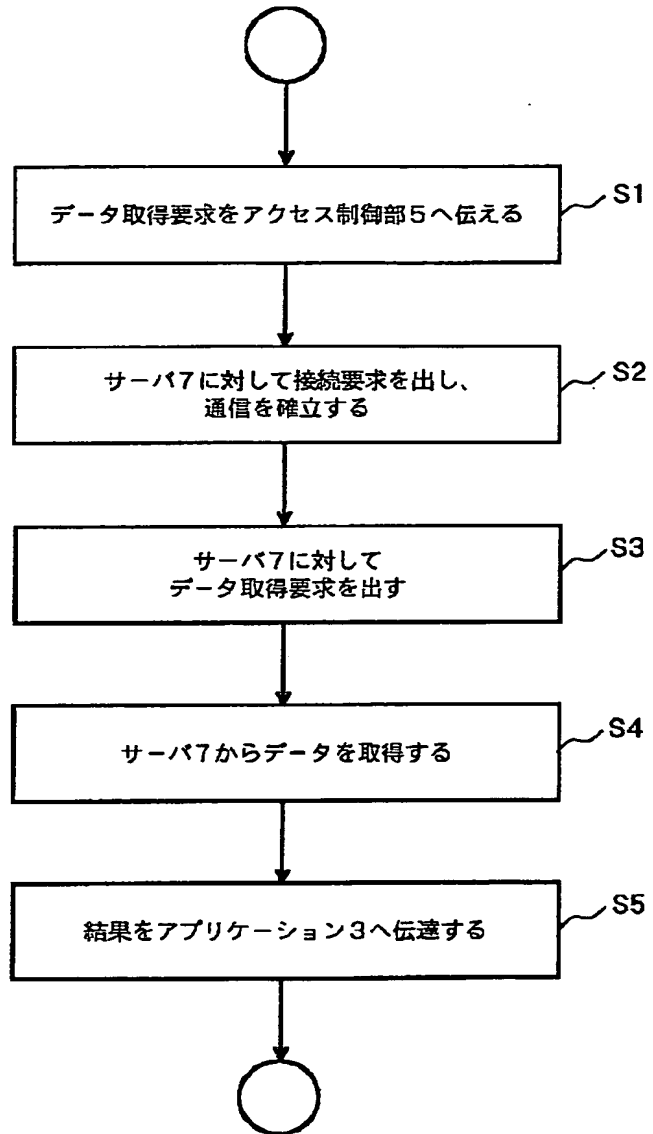 データ取得要求をアクセス制御部5へ伝える
S1
サーバ7に対して接続要求を出し、
通信を確立する
S2
サーバ7に対して
データ取得要求を出す
S3
サーバ7からデータを取得する
S4
結果をアプリケーション3へ伝達する
S5